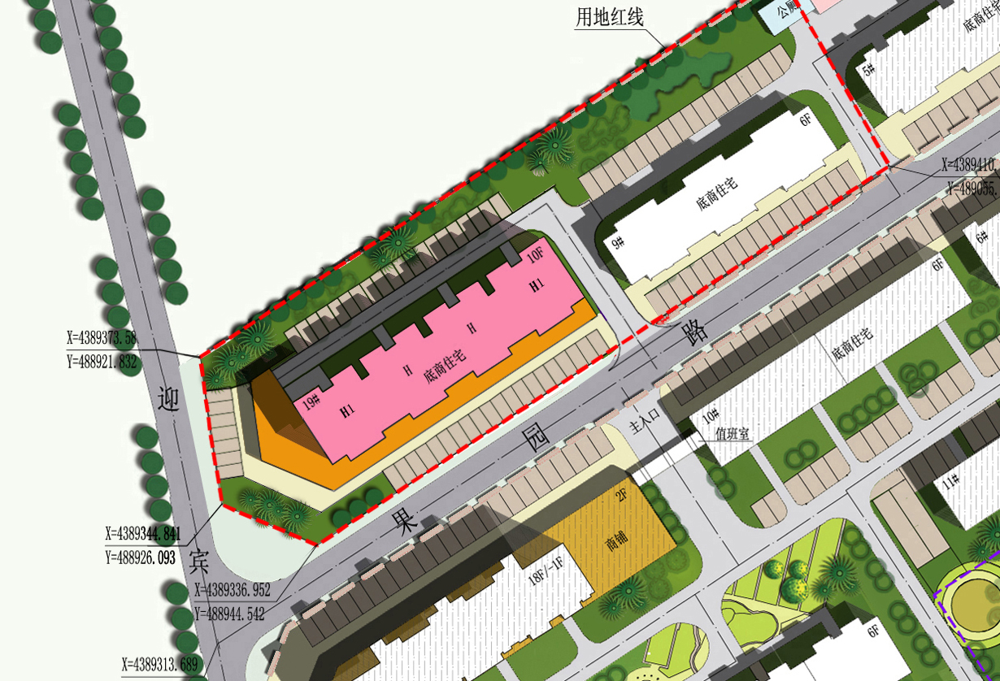 用地红线
公厕
底商住宅
5#
6F
X=4389410.
Y=489055.
底商住宅
9#
6#
10F
6F
H1
X=4389373.58
Y=488921.832
H
路
底商住宅
H
底商住宅
19#
H1
迎
主入口
10#
值班室
园
11#
2F
果
X=4389344.841
Y=488926.093
商铺
宾
18F/-1F
X=4389336.952
Y=488944.542
6F
X=4389313.689